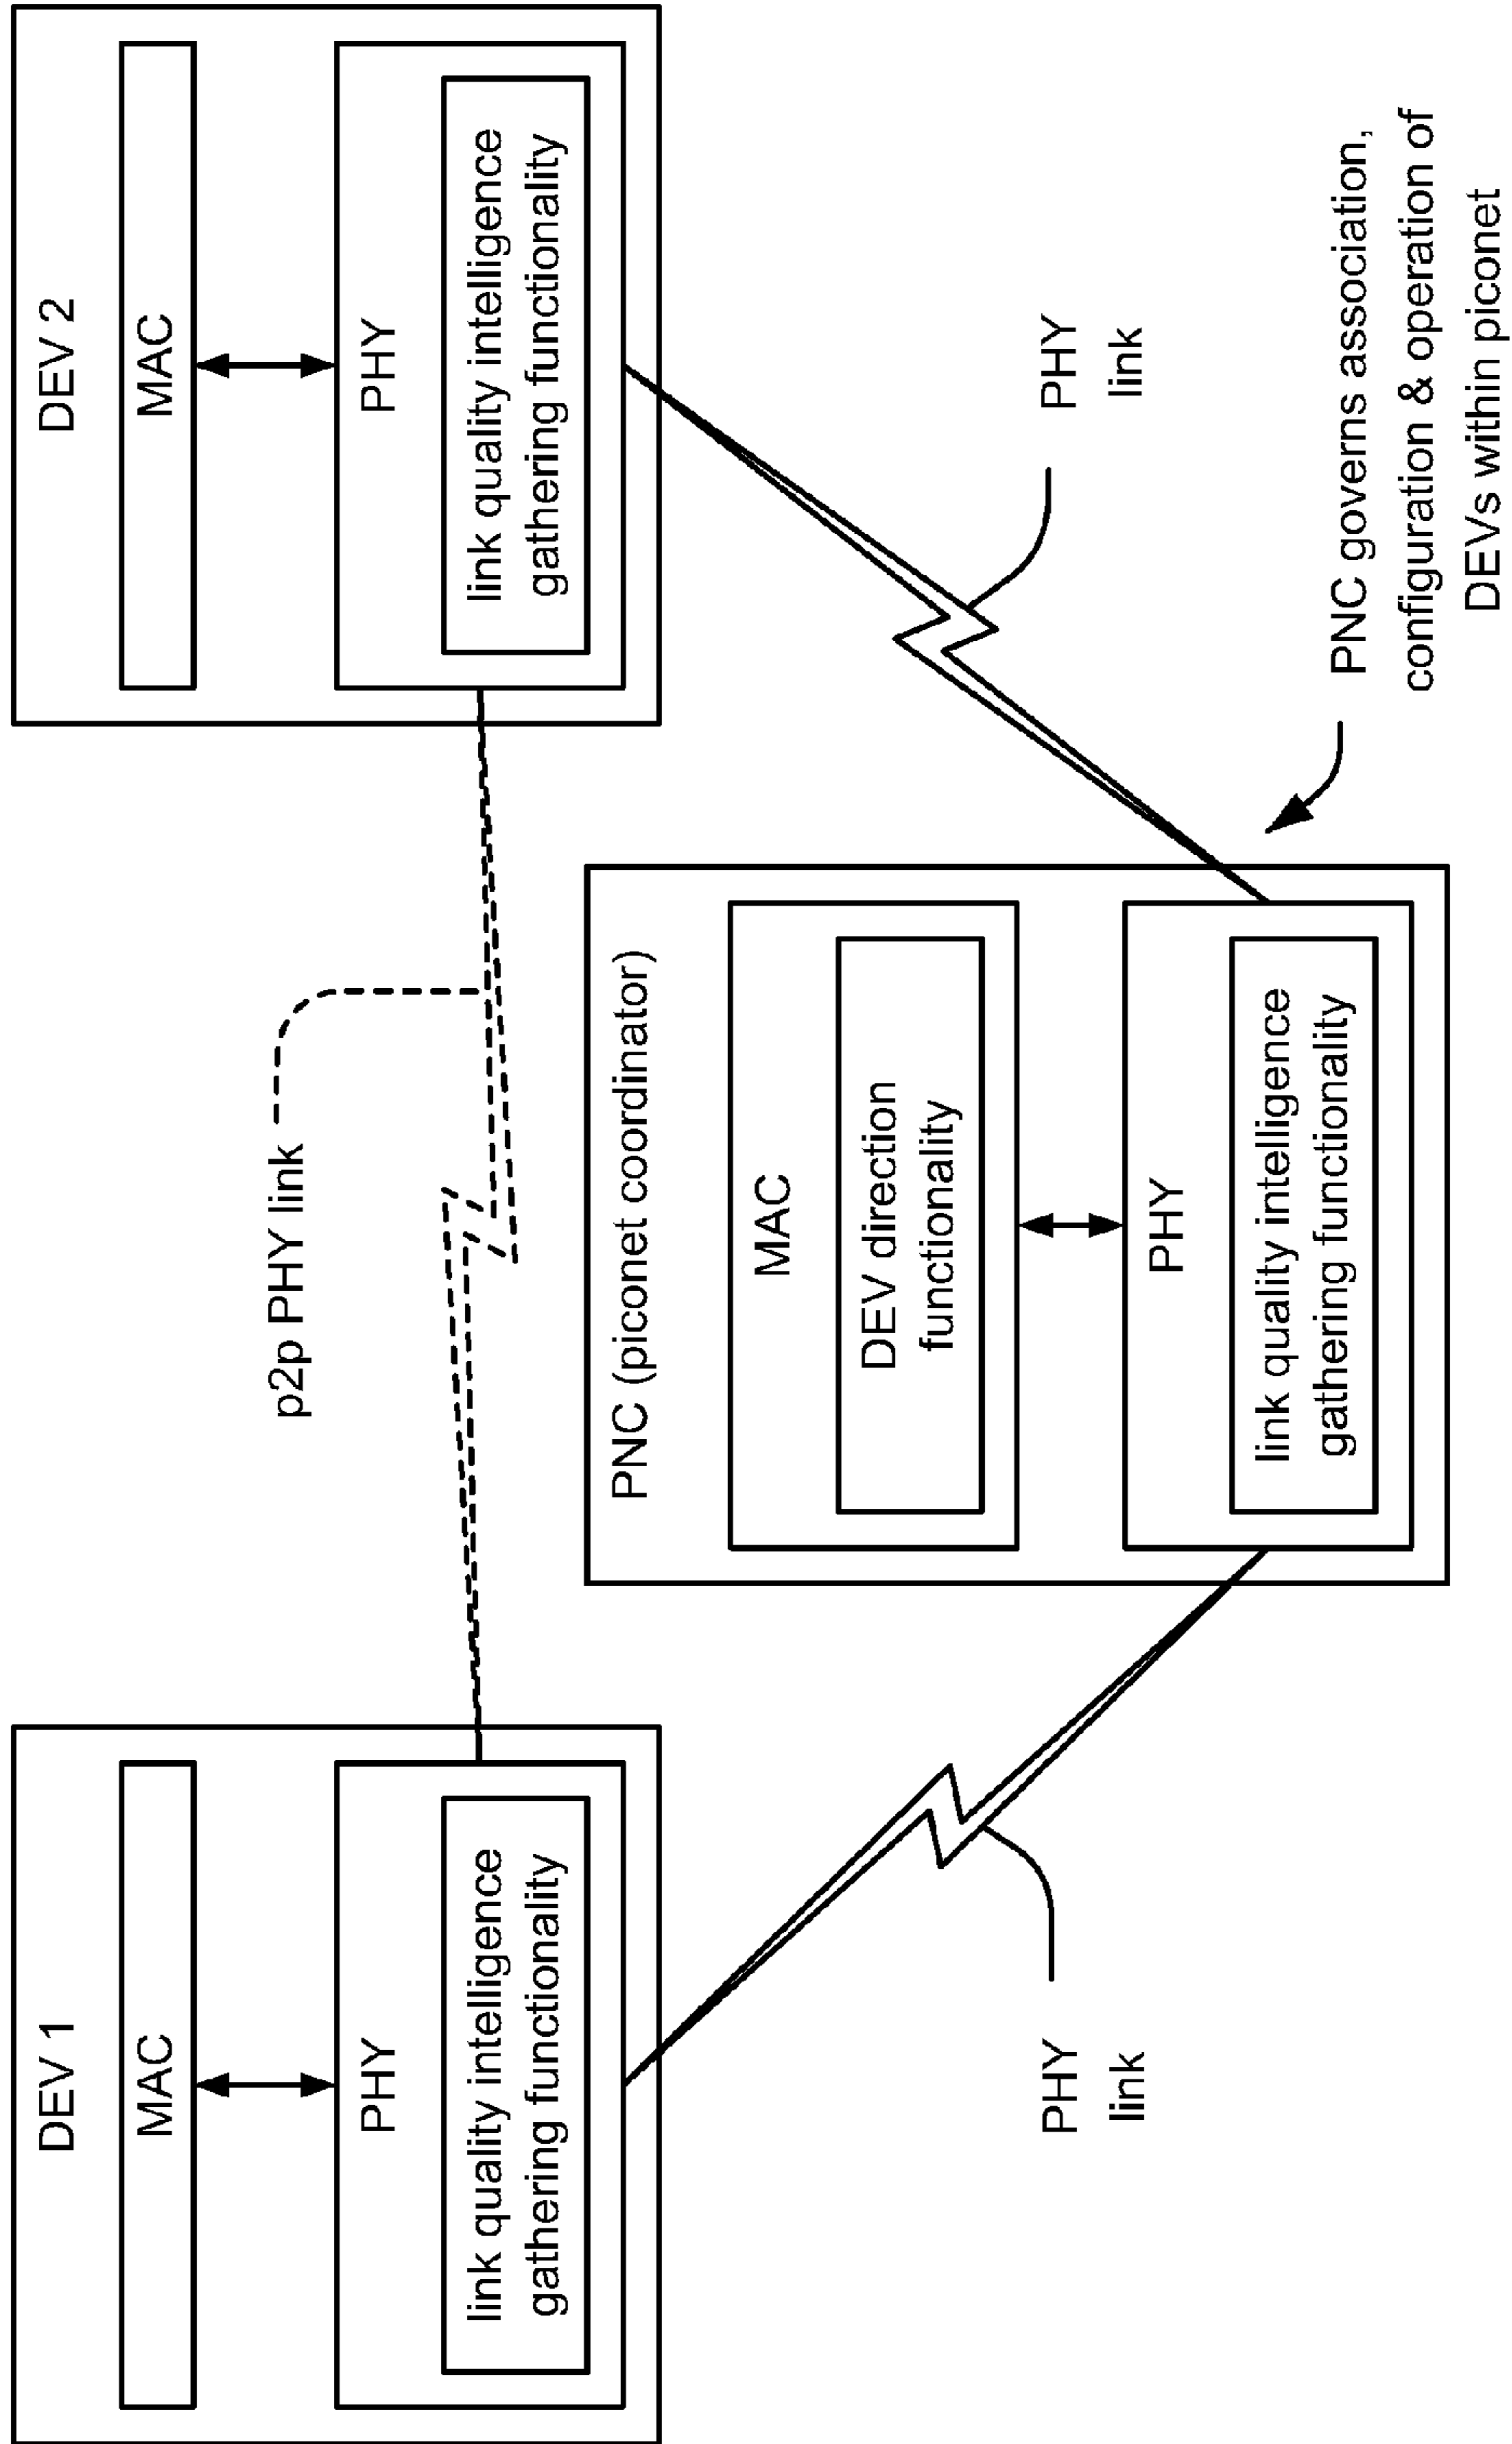 DEV 1
MAC
PHY
link quality intelligence
gathering functionality
p2p PHY link
DEV 2
MAC
PHY
link quality intelligence
gathering functionality
PNC (piconet coordinator)
MAC
DEV direction
functionality
PHY
link quality intelligence
gathering functionality
PHY
link
PHY
link
PNC governs association,
configuration & operation of
DEVs within piconet